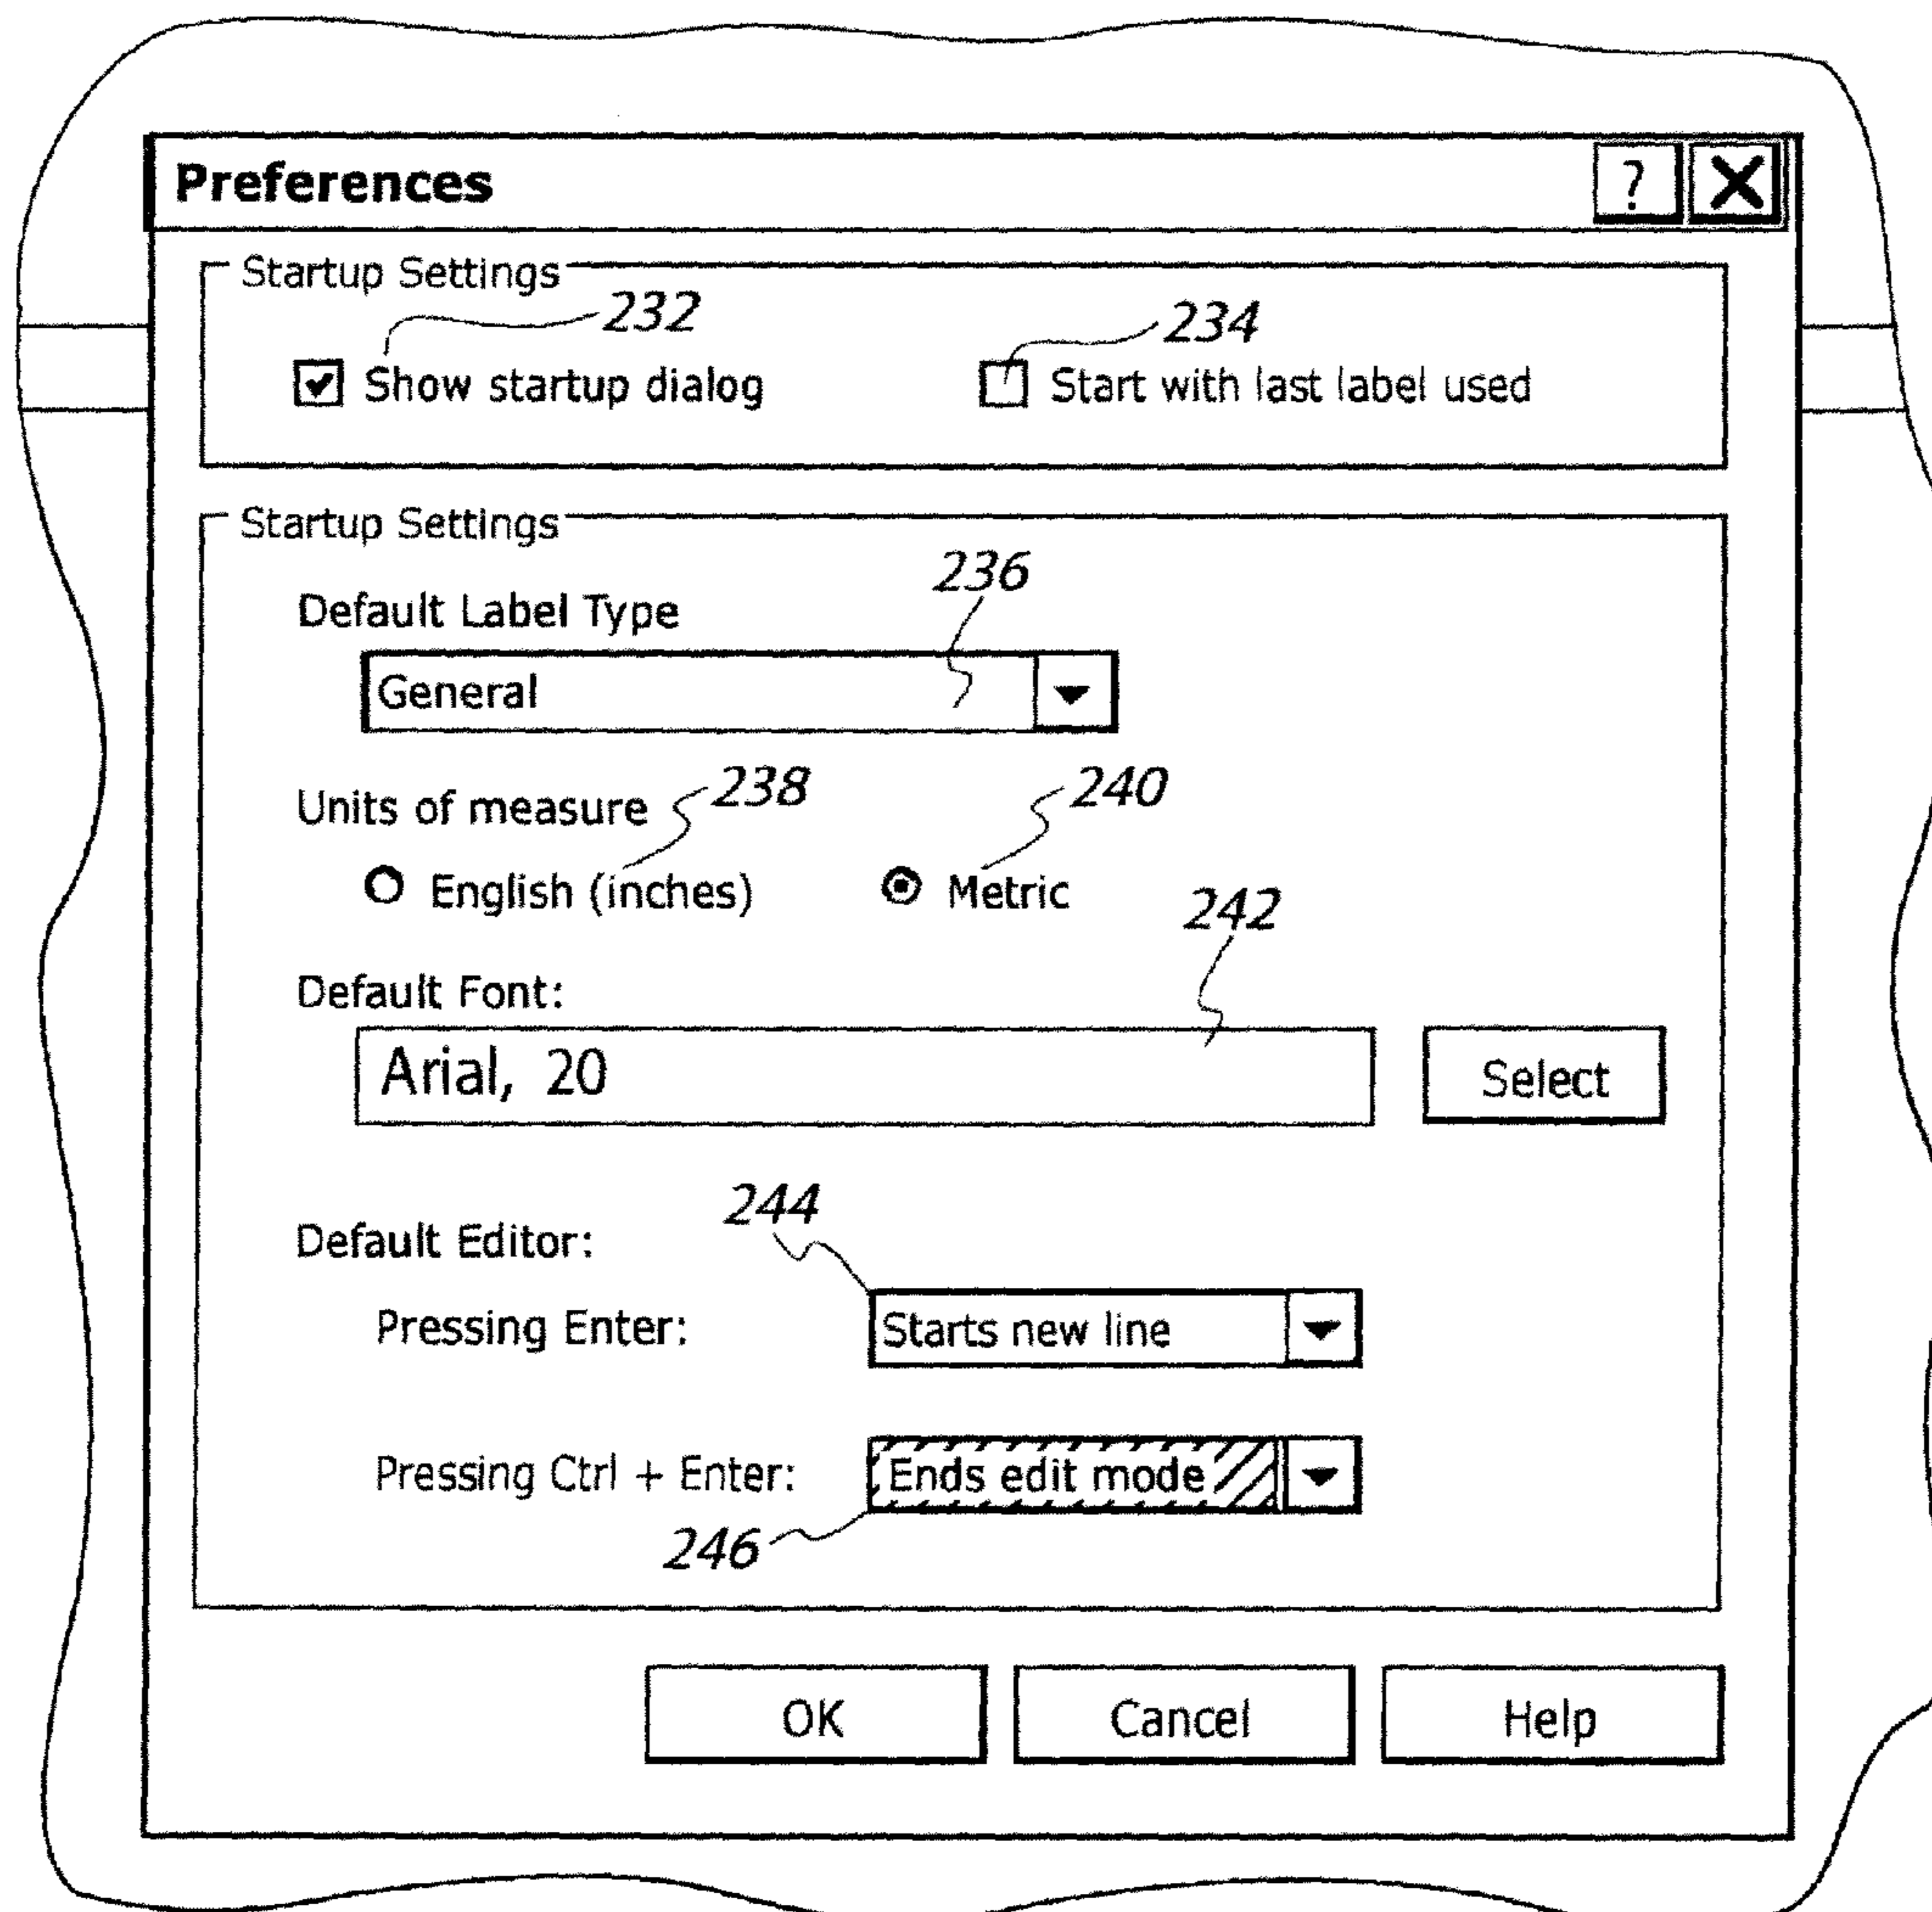 Preferences ?
Startup Settings
232
234
Show startup dialog
Start with last label used
Startup Settings
236
Default Label Type
General
238
240
Units of measure
English (inches)
Metric
242
Default Font:
Arial, 20
Select
244
Default Editor:
Pressing Enter:
Starts new line
Pressing Ctrl + Enter:
Ends edit mode
246
OK
Cancel
Help